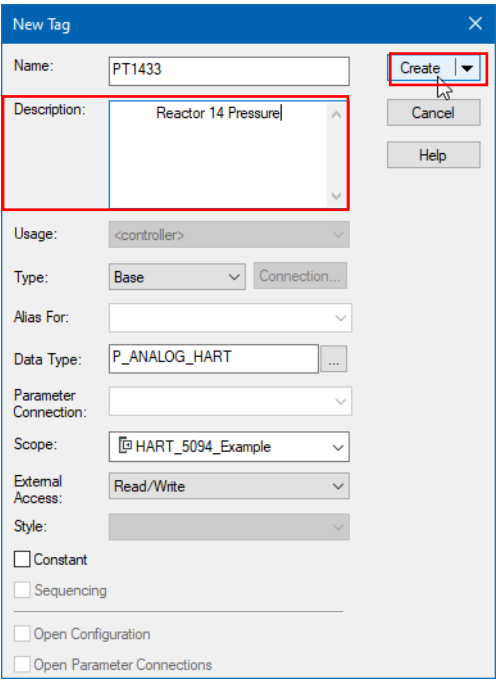 New Tag
Name: PT1433 Create
Description: Reactor 14 Pressure Cancel
Help
Usage: <controller>
Type: Base Connection...
Alias For:
Data Type: P_ANALOG_HART ...
Parameter
Connection:
Scope: HART_5094_Example
External
Access: Read/Write
Style:
Constant
Sequencing
Open Configuration
Open Parameter Connections